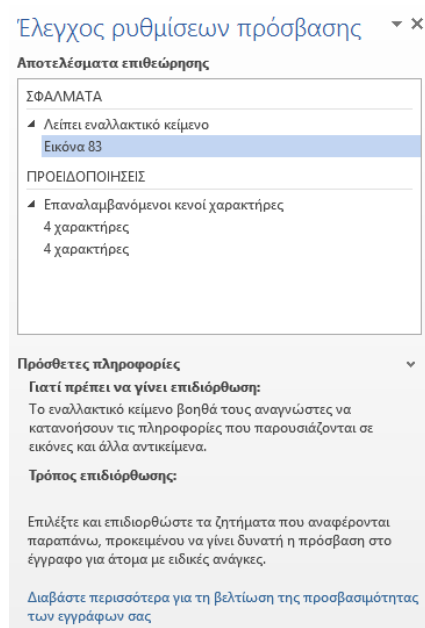 Έλεγχος ρυθμίσεων πρόσβασης
Αποτελέσματα επιθεώρησης
ΣΦΑΛΜΑΤΑ
Λείπει εναλλακτικό κείμενο
Εικόνα 83
ΠΡΟΕΙΔΟΠΟΙΗΣΕΙΣ
Επαναλαμβανόμενοι κενοί χαρακτήρες
4 χαρακτήρες
4 χαρακτήρες
Πρόσθετες πληροφορίες
Γιατί πρέπει να γίνει επιδιόρθωση:
Το εναλλακτικό κείμενο βοηθά τους αναγνώστες να
κατανοήσουν τις πληροφορίες που παρουσιάζονται σε
εικόνες και άλλα αντικείμενα.
Τρόπος επιδιόρθωσης:
Επιλέξτε και επιδιορθώστε τα ζητήματα που αναφέρονται
παραπάνω, προκειμένου να γίνει δυνατή η πρόσβαση στο
έγγραφο για άτομα με ειδικές ανάγκες.
Διαβάστε περισσότερα για τη βελτίωση της προσβασιμότητας
των εγγράφων σας